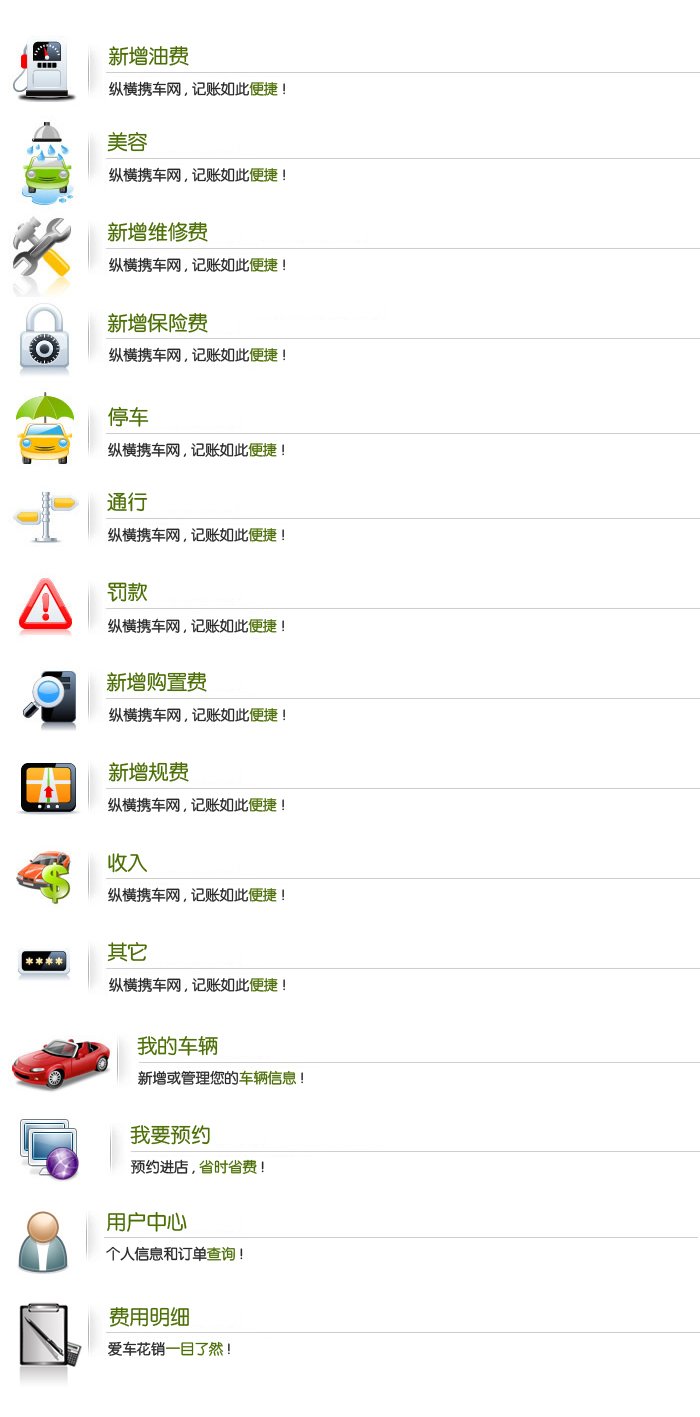 新增油费
纵横携车网,记账如此便捷!
美容
纵横携车网,记账如此便捷!
新增维修费
纵横携车网,记账如此便捷!
新增保险费
纵横携车网,记账如此便捷!
停车
纵横携车网,记账如此便捷!
通行
纵横携车网,记账如此便捷!
罚款
纵横携车网,记账如此便捷!
新增购置费
纵横携车网,记账如此便捷!
新增规费
纵横携车网,记账如此便捷!
收入
纵横携车网,记账如此便捷!
其它
****
纵横携车网,记账如此便捷!
我的车辆
新增或管理您的车辆信息!
我要预约
预约进店,省时省费!
用户中心
个人信息和订单查询!
费用明细
爱车花销一目了然!